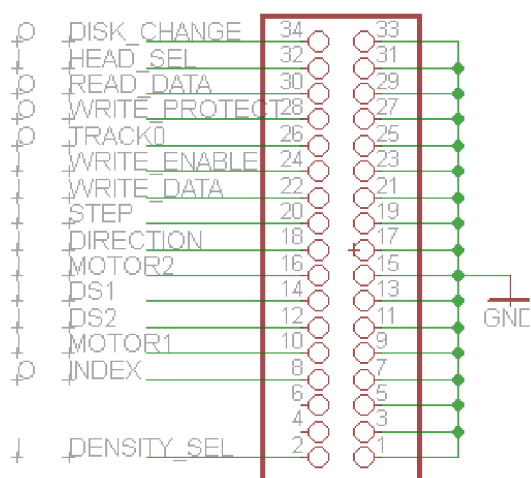 DISK_CHANGE 34 33
HEAD_SEL 32 31
READ_DATA 30 29
WRITE_PROTECT 28 27
TRACK0 26 25
WRITE_ENABLE 24 23
WRITE_DATA 22 21
STEP 20 19
DIRECTION 18 17
MOTOR2 16 15
DS1 14 13
GND
DS2 12 11
MOTOR1 10 9
INDEX 8 7
6 5
4 3
DENSITY_SEL 2 1